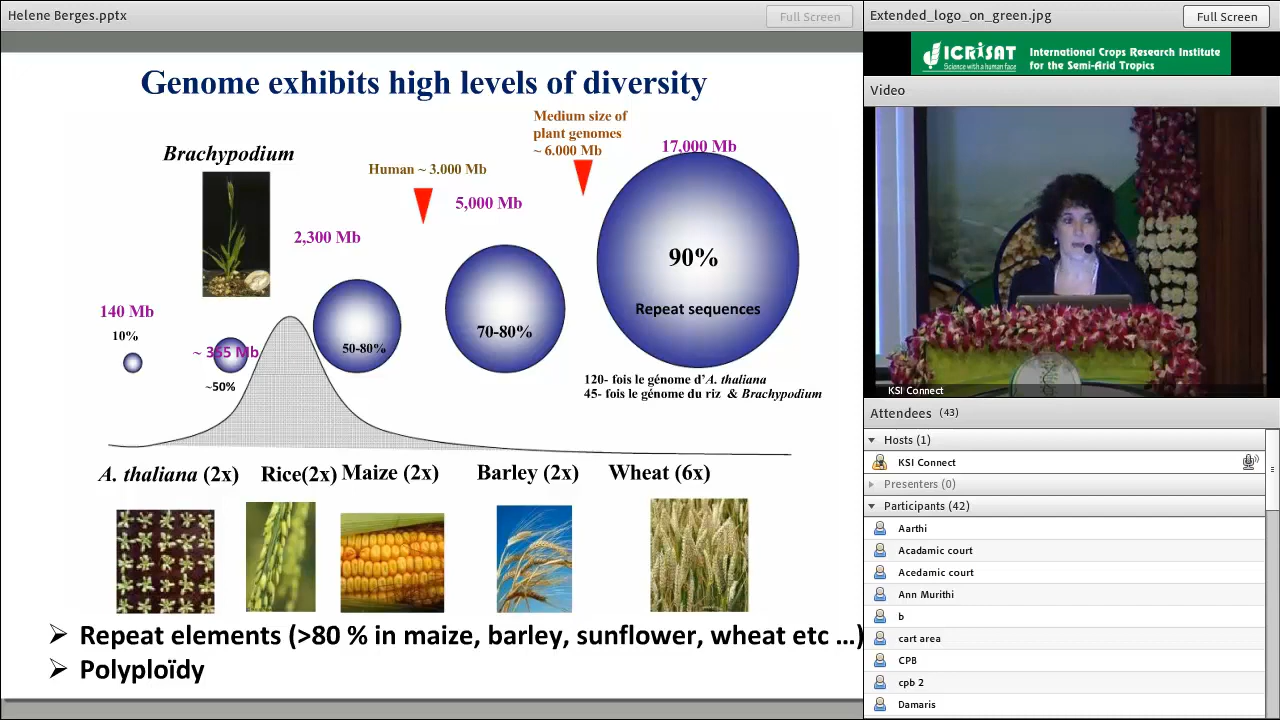 Helene Berges.pptx
Full Screen
Genome exhibits high levels of diversity
Brachypodium
Human ~ 3.000 Mb
Medium size of
plant genomes
~ 6.000 Mb
17,000 Mb
5,000 Mb
2,300 Mb
140 Mb
10%
~ 355 Mb
~50%
50-80%
70-80%
90%
Repeat sequences
120- fois le génome d'A. thaliana
45- fois le génome du riz & Brachypodium
A. thaliana (2x)
Rice(2x)
Maize (2x)
Barley (2x)
Wheat (6x)
➢ Repeat elements (>80 % in maize, barley, sunflower, wheat etc …)
➢ Polyploïdy
Extended_logo_on_green.jpg
Full Screen
ICRISAT
Science with a human face
International Crops Research Institute
for the Semi-Arid Tropics
Video
KSI Connect
Attendees (43)
Hosts (1)
KSI Connect
Presenters (0)
Participants (42)
Aarthi
Acadamic court
Acedamic court
Ann Murithi
b
cart area
CPB
cpb 2
Damaris